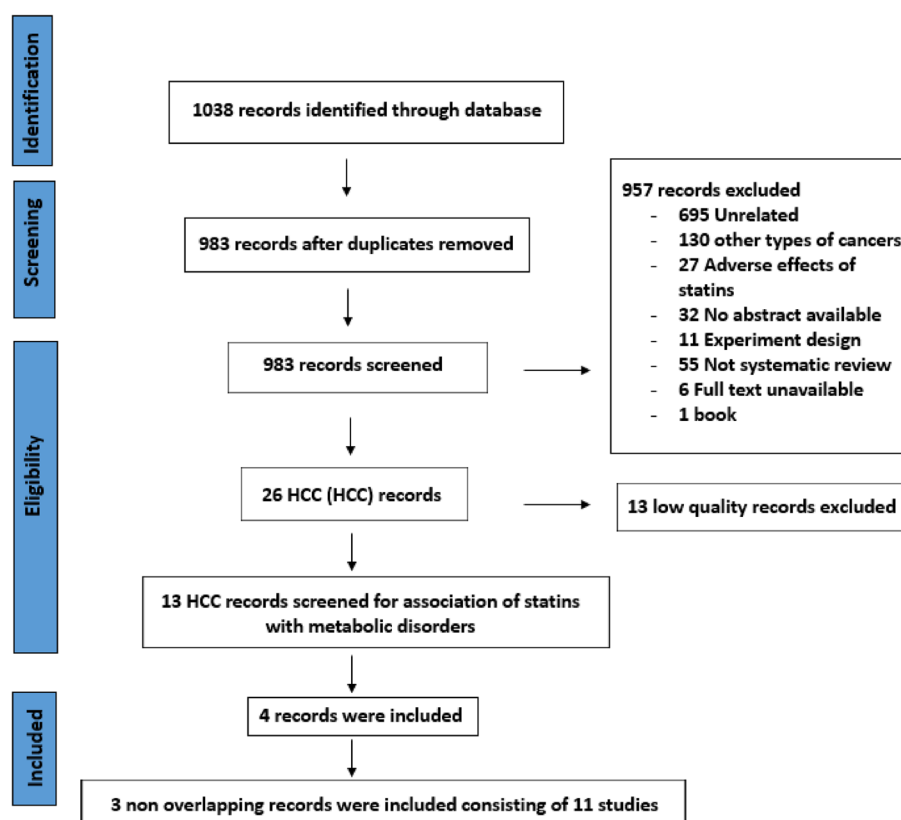 Identification
1038 records identified through database
Screening
983 records after duplicates removed
957 records excluded
- 695 Unrelated
- 130 other types of cancers
- 27 Adverse effects of
statins
- 32 No abstract available
- 11 Experiment design
- 55 Not systematic review
- 6 Full text unavailable
- 1 book
Eligibility
983 records screened
26 HCC (HCC) records
13 low quality records excluded
13 HCC records screened for association of statins
with metabolic disorders
Included
4 records were included
3 non overlapping records were included consisting of 11 studies